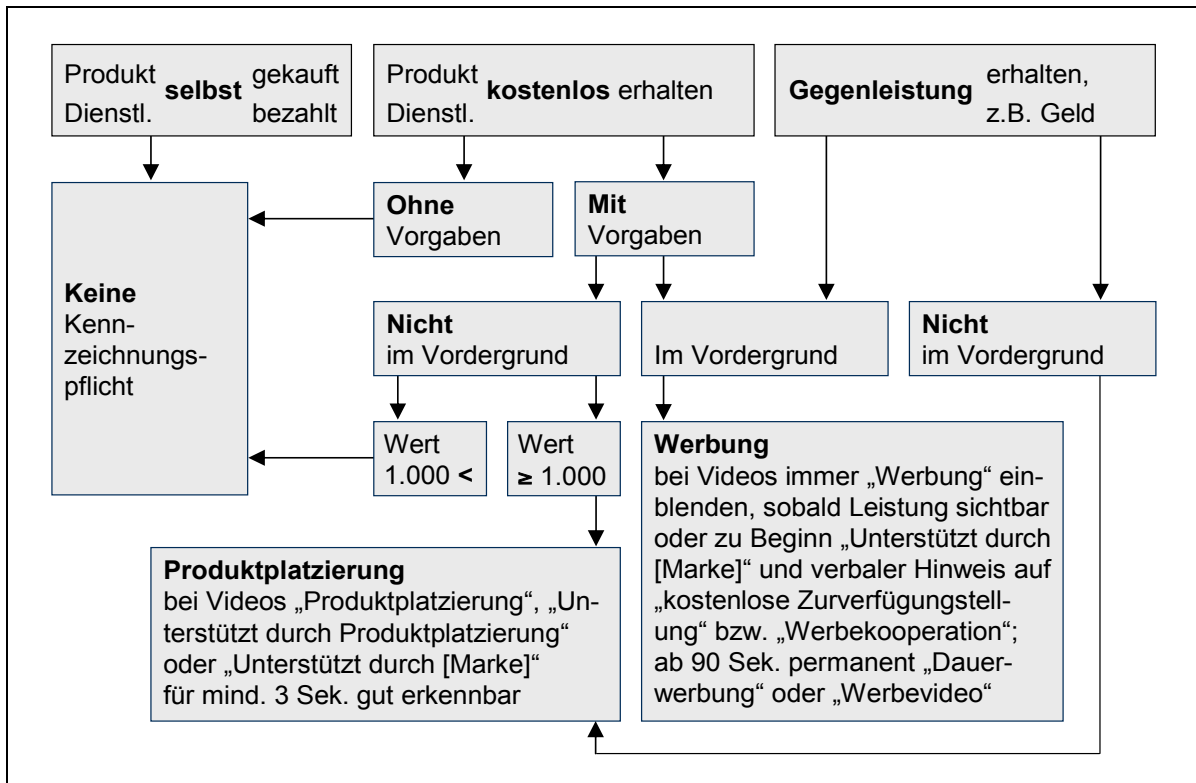 Produkt selbst gekauft
Dienstl. bezahlt
Produkt kostenlos erhalten
Dienstl.
Gegenleistung erhalten,
z.B. Geld
Ohne
Vorgaben
Mit
Vorgaben
Keine
Kenn-
zeichnungs-
pflicht
Nicht
im Vordergrund
Im Vordergrund
Nicht
im Vordergrund
Wert
1.000 <
Wert
≥ 1.000
Werbung
bei Videos immer „Werbung“ ein-
blenden, sobald Leistung sichtbar
oder zu Beginn „Unterstützt durch
[Marke]“ und verbaler Hinweis auf
„kostenlose Zurverfügungstell-
ung“ bzw. „Werbekooperation“;
ab 90 Sek. permanent „Dauer-
werbung“ oder „Werbevideo“
Produktplatzierung
bei Videos „Produktplatzierung“, „Un-
terstützt durch Produktplatzierung“
oder „Unterstützt durch [Marke]“
für mind. 3 Sek. gut erkennbar